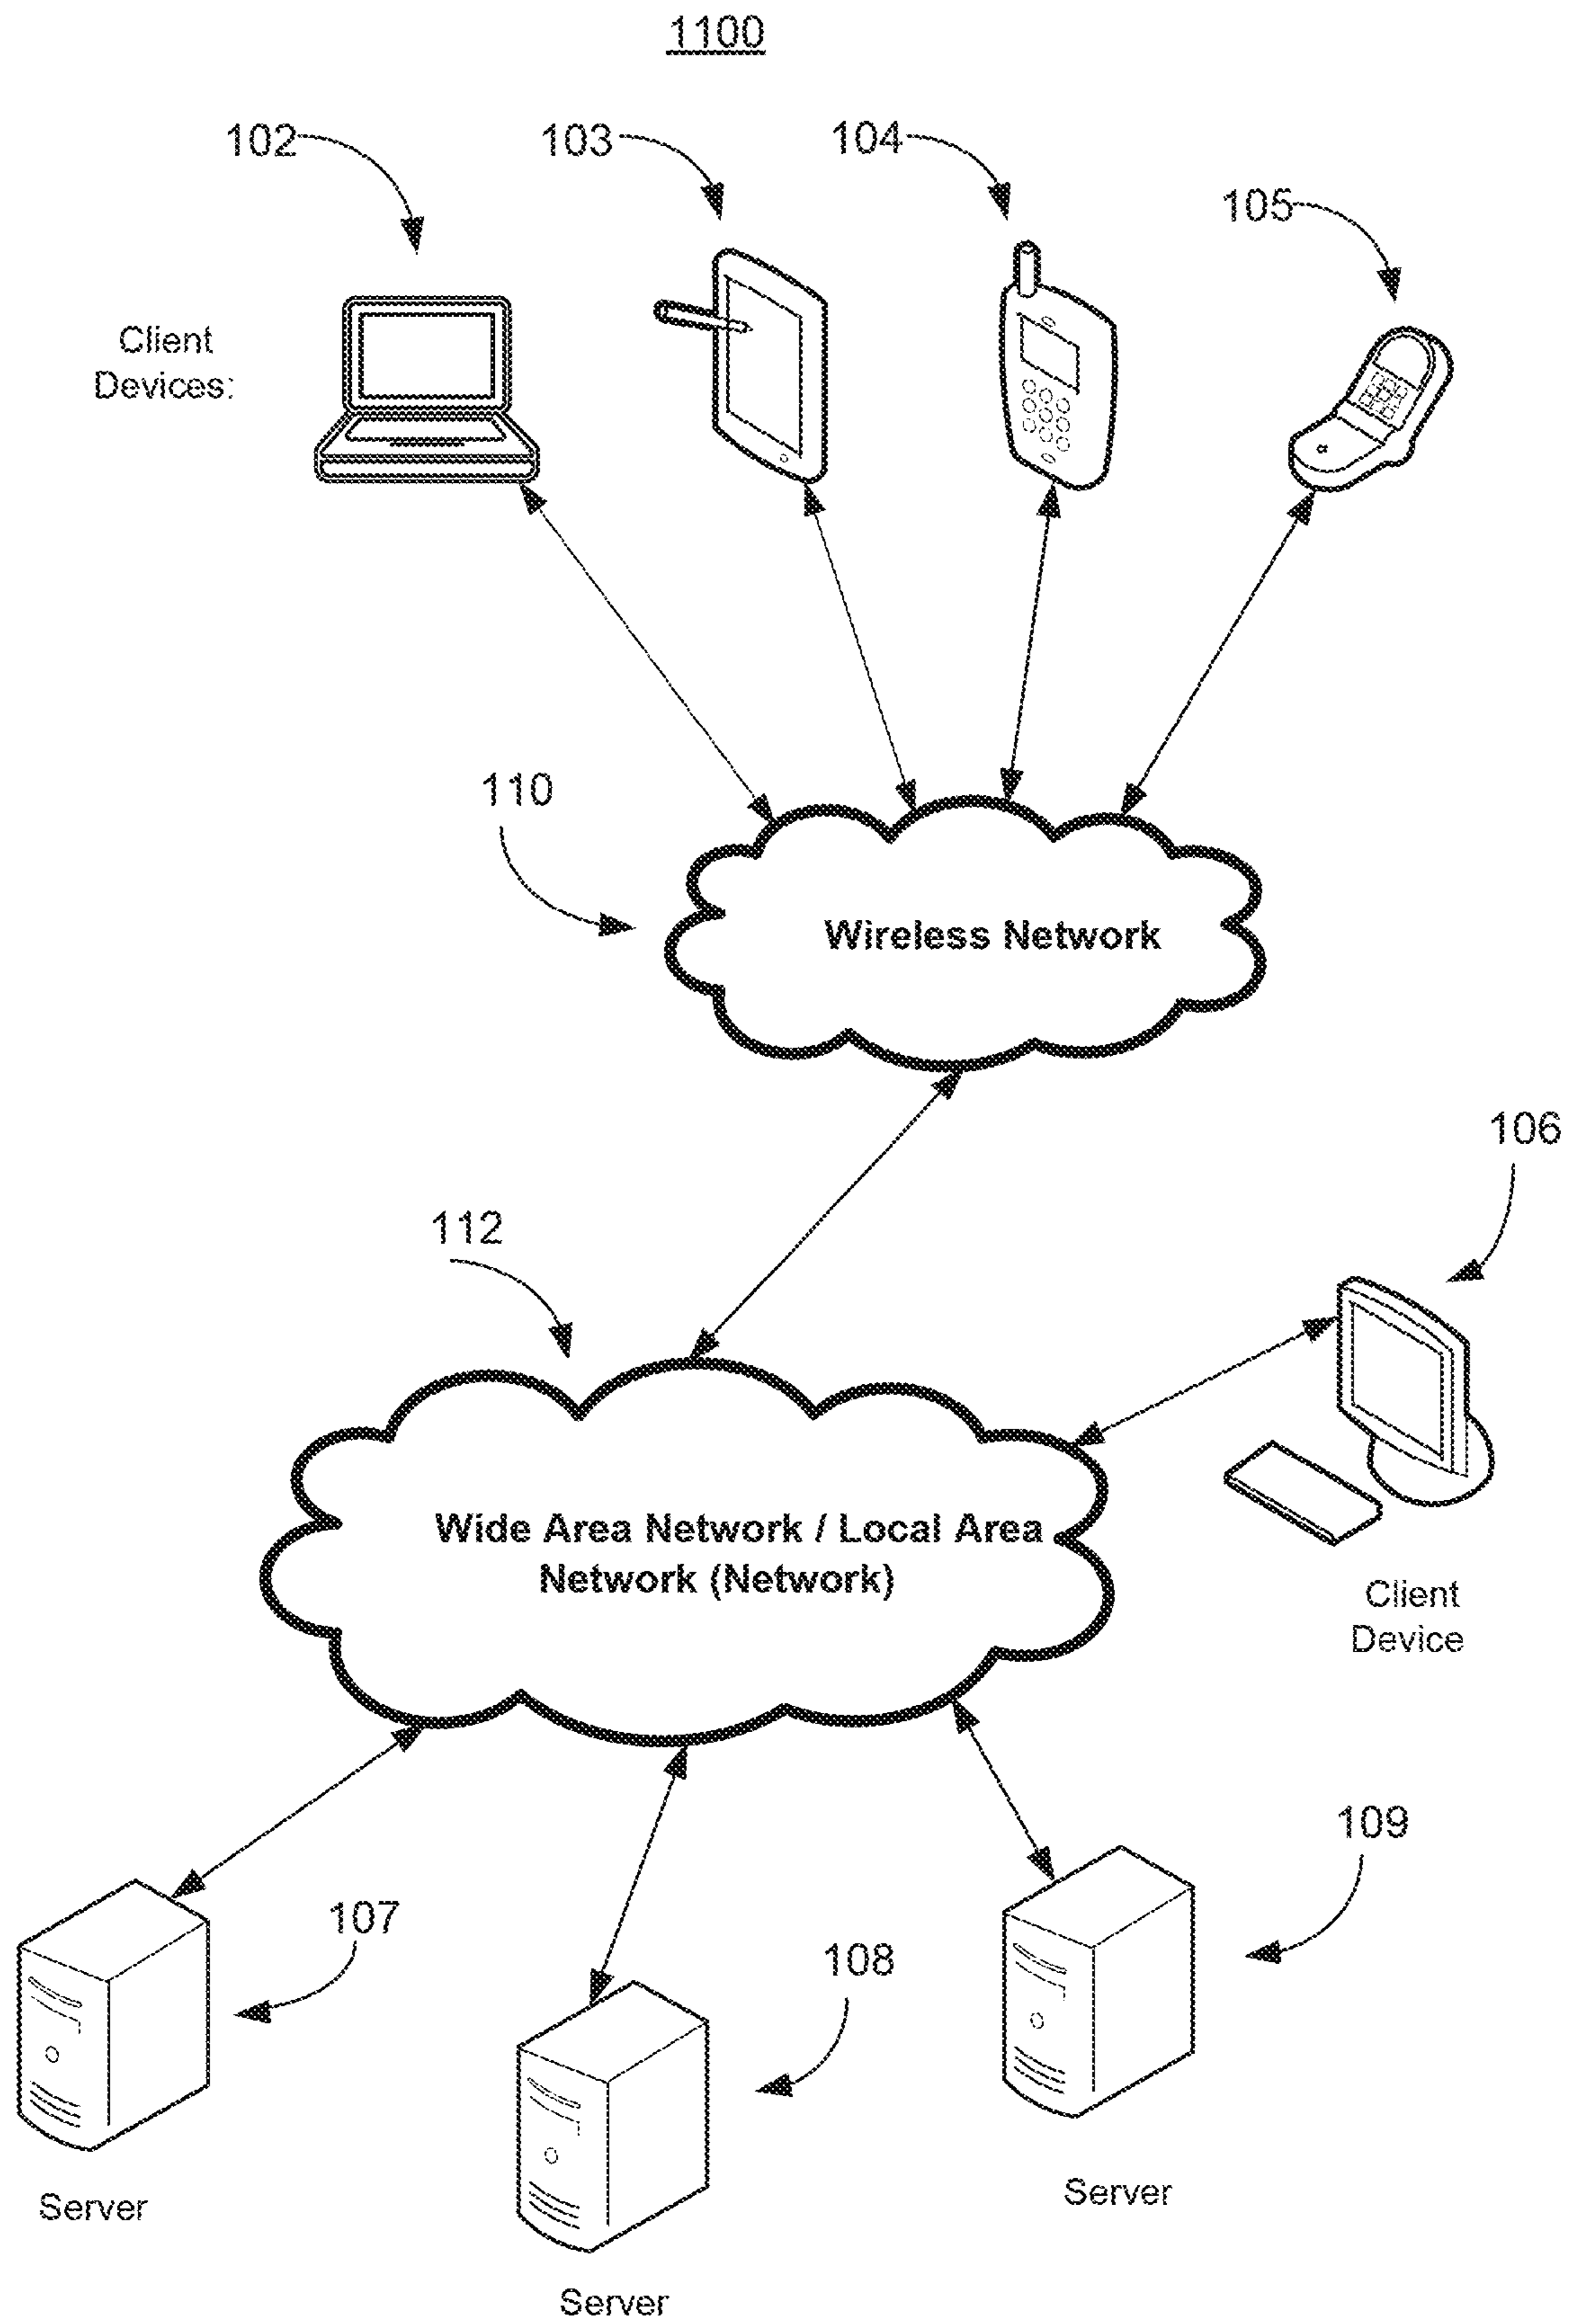 1100
102
103
104
105
Client
Devices:
110
Wireless Network
106
112
Wide Area Network / Local Area
Network (Network)
Client
Device
109
107
108
Server
Server
Server